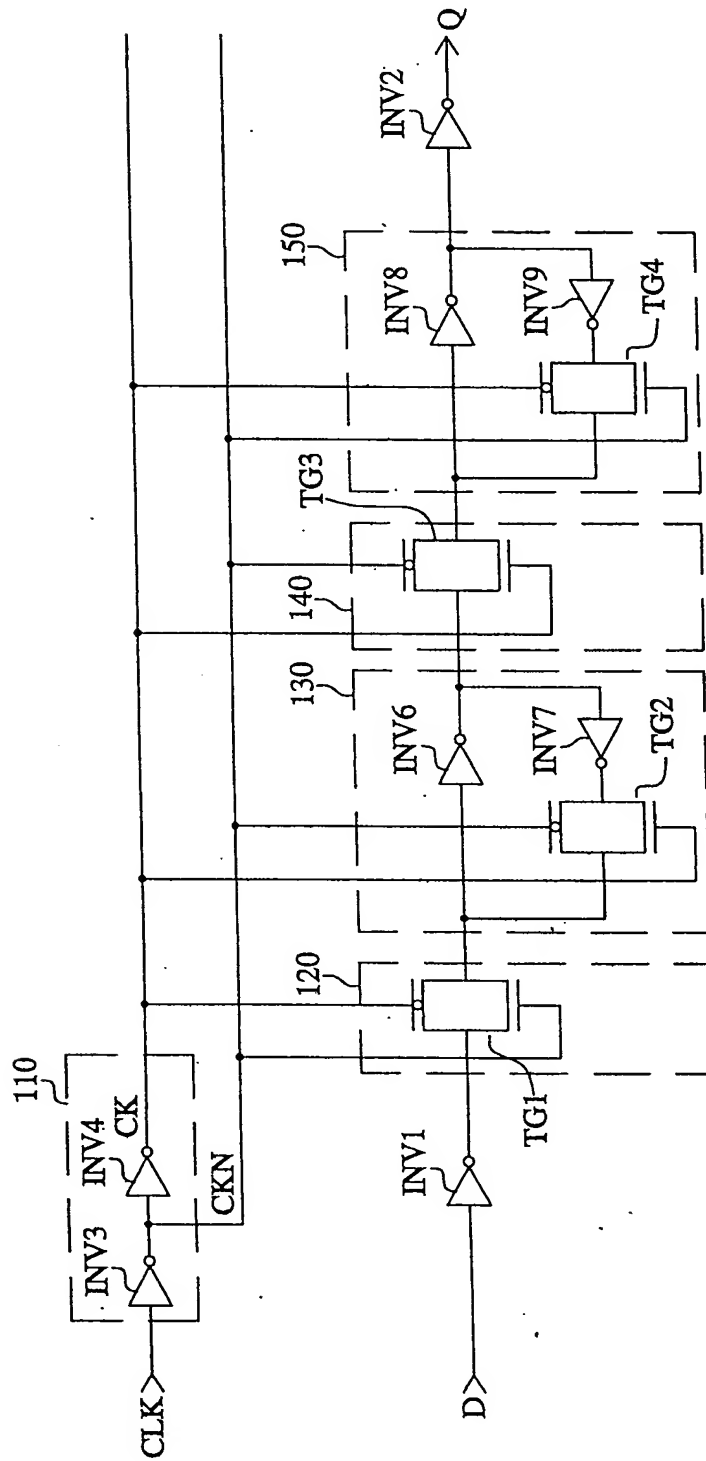 110
CLK
INV3
INV4
CK
CKN
D
INV1
120
TG1
130
INV6
INV7
TG2
140
TG3
150
INV8
INV9
TG4
INV2
Q